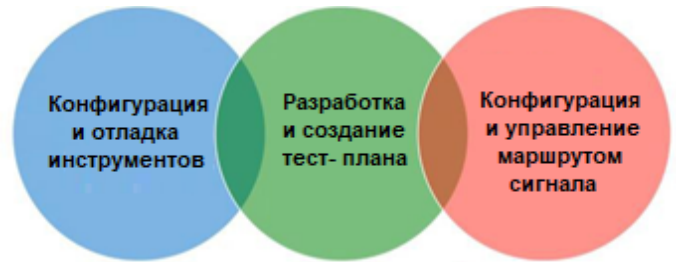 Конфигурация
и отладка
инструментов
Разработка
и создание
тест- плана
Конфигурация
и управление
маршрутом
сигнала